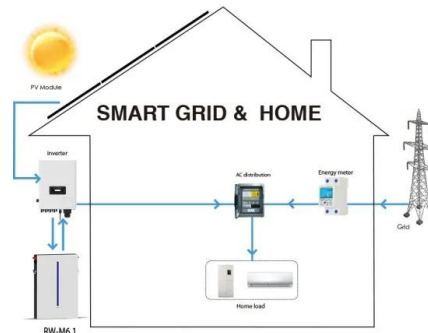 PV Module
SMART GRID & HOME
inverter
AC distribution
Energy meter
Grid
Home load
RW-M6.1